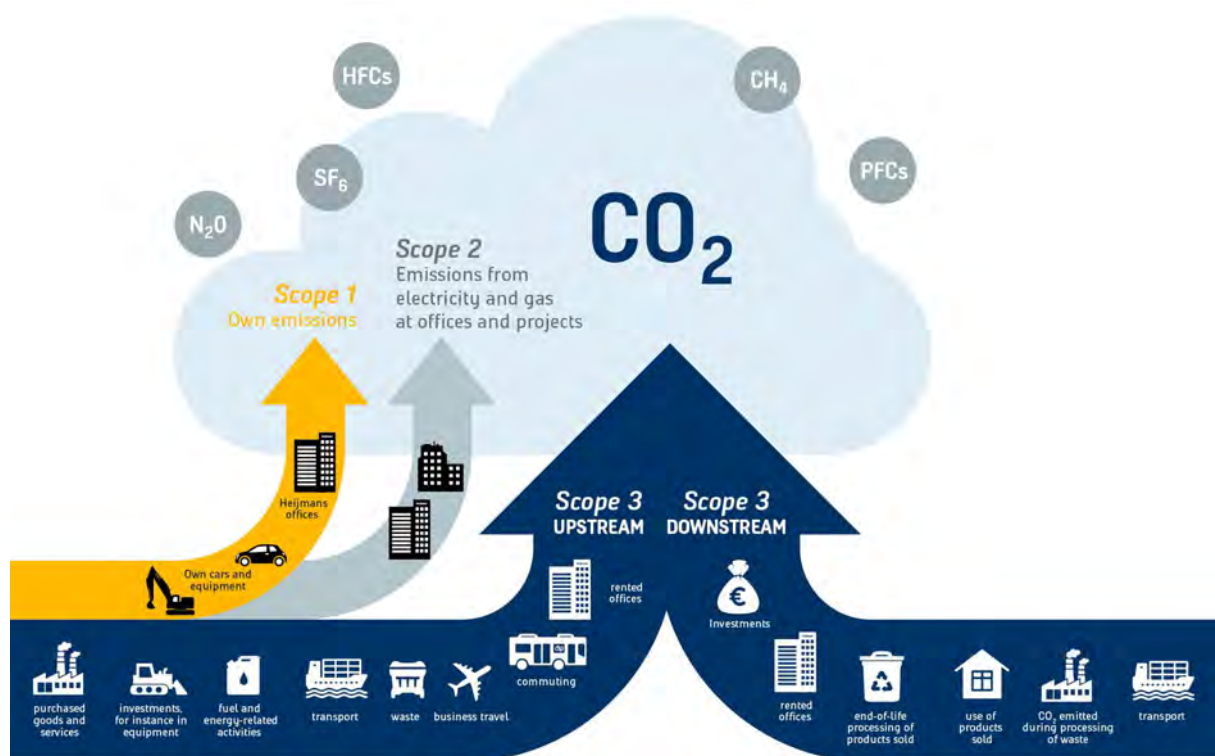 HFCs
CH₄
SF₆
PFCs
N₂O
CO₂
Scope 1
Own emissions
Scope 2
Emissions from
electricity and gas
at offices and projects
Heijmans
offices
Own cars and
equipment
Scope 3
UPSTREAM
Scope 3
DOWNSTREAM
rented
offices
commuting
purchased
goods and
services
investments,
for instance in
equipment
fuel and
energy-related
activities
transport
waste
business travel
€
Investments
rented
offices
end-of-life
processing of
products sold
use of
products
sold
CO₂ emitted
during processing
of waste
transport